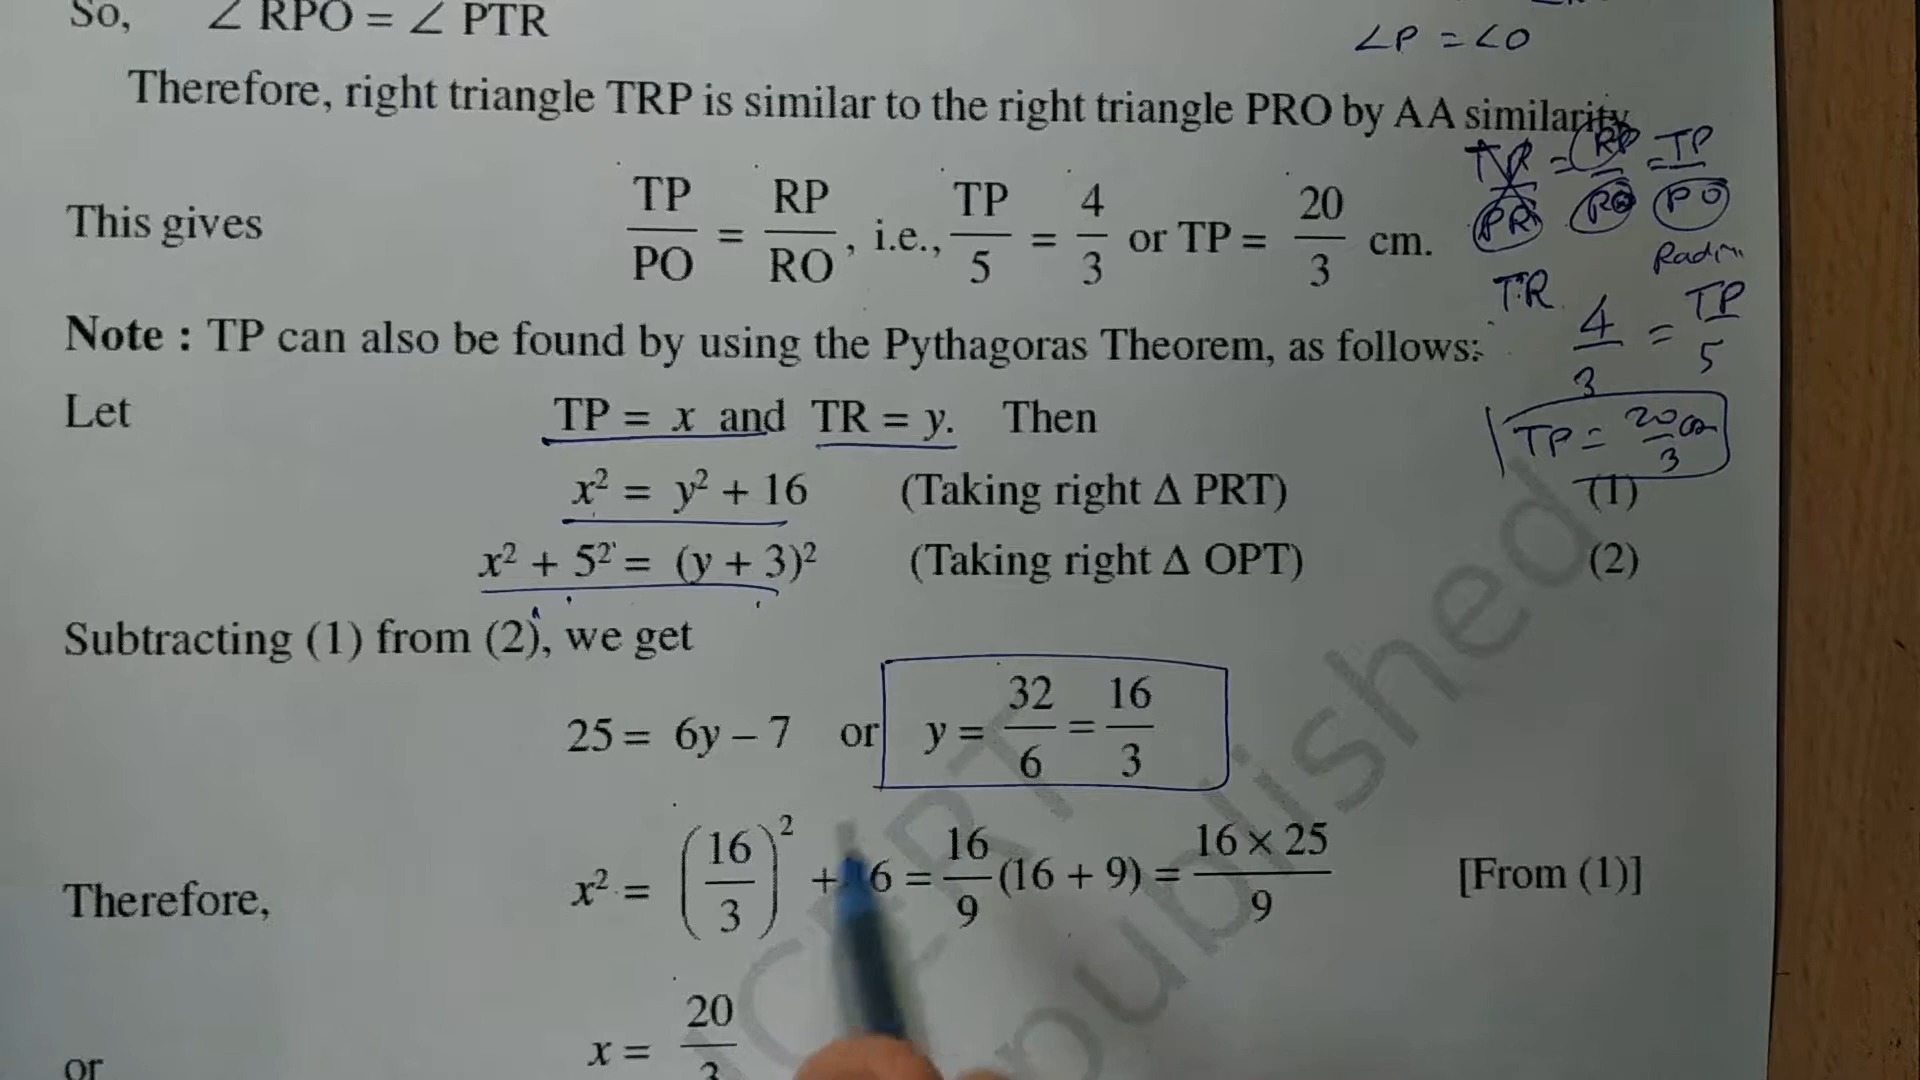 So, ∠ RPO = ∠ PTR
∠P = ∠O
Therefore, right triangle TRP is similar to the right triangle PRO by AA similarity
This gives TP/PO = RP/RO, i.e., TP/5 = 4/3 or TP = 20/3 cm.
TR/PR = RP/RO = TP/PO
TR
4/3 = TP/5
Note : TP can also be found by using the Pythagoras Theorem, as follows:
Let TP = x and TR = y. Then
TP = 20/3 cm
x² = y² + 16 (Taking right Δ PRT) (1)
x² + 5² = (y + 3)² (Taking right Δ OPT) (2)
Subtracting (1) from (2), we get
25 = 6y – 7 or y = 32/6 = 16/3
Therefore, x² = (16/3)² + 16 = 16/9 (16 + 9) = 16 × 25/9 [From (1)]
or x = 20/3
NCERT
published